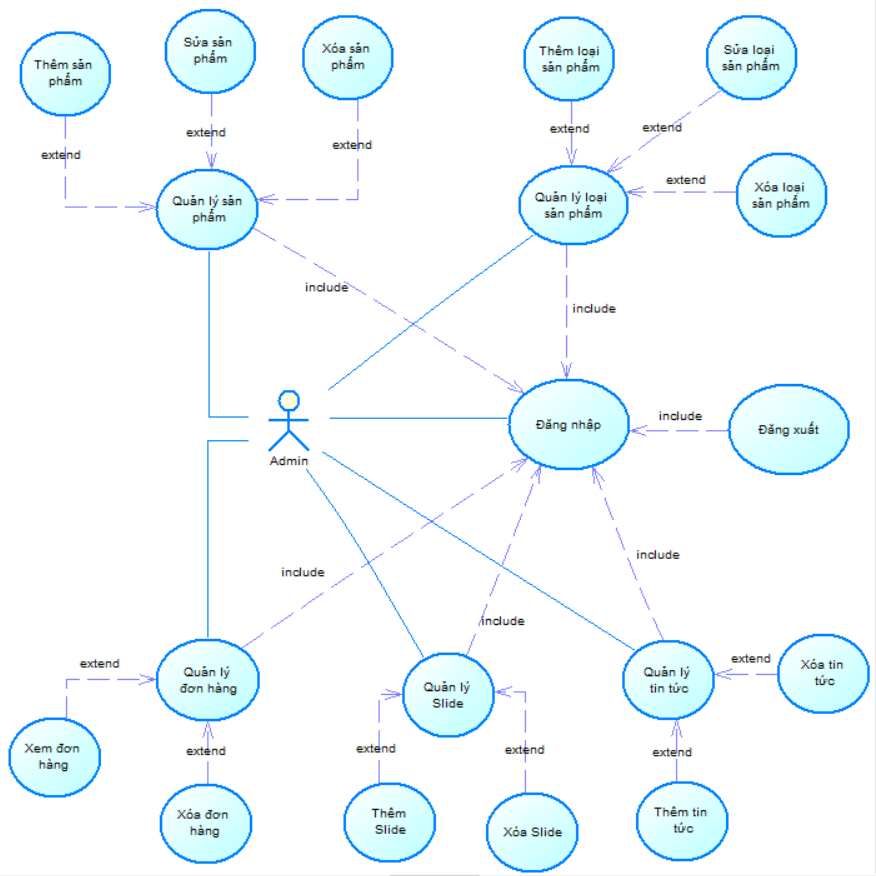 Thêm sản
phẩm
Sửa sản
phẩm
Xóa sản
phẩm
Thêm loại
sản phẩm
Sửa loại
sản phẩm
extend
extend
extend
extend
extend
extend
Quản lý sản
phẩm
Quản lý loại
sản phẩm
Xóa loại
sản phẩm
include
include
Admin
Đăng nhập
include
Đăng xuất
include
include
include
extend
Quản lý
đơn hàng
Quản lý
Slide
Quản lý
tin tức
extend
Xóa tin
tức
Xem đơn
hàng
extend
extend
extend
extend
Xóa đơn
hàng
Thêm
Slide
Xóa Slide
Thêm tin
tức